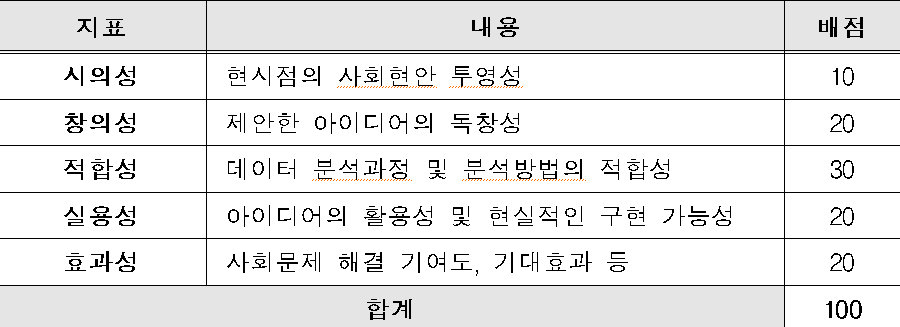 지표 내용 배점
시의성 현시점의 사회현안 투영성 10
창의성 제안한 아이디어의 독창성 20
적합성 데이터 분석과정 및 분석방법의 적합성 30
실용성 아이디어의 활용성 및 현실적인 구현 가능성 20
효과성 사회문제 해결 기여도, 기대효과 등 20
합계 100